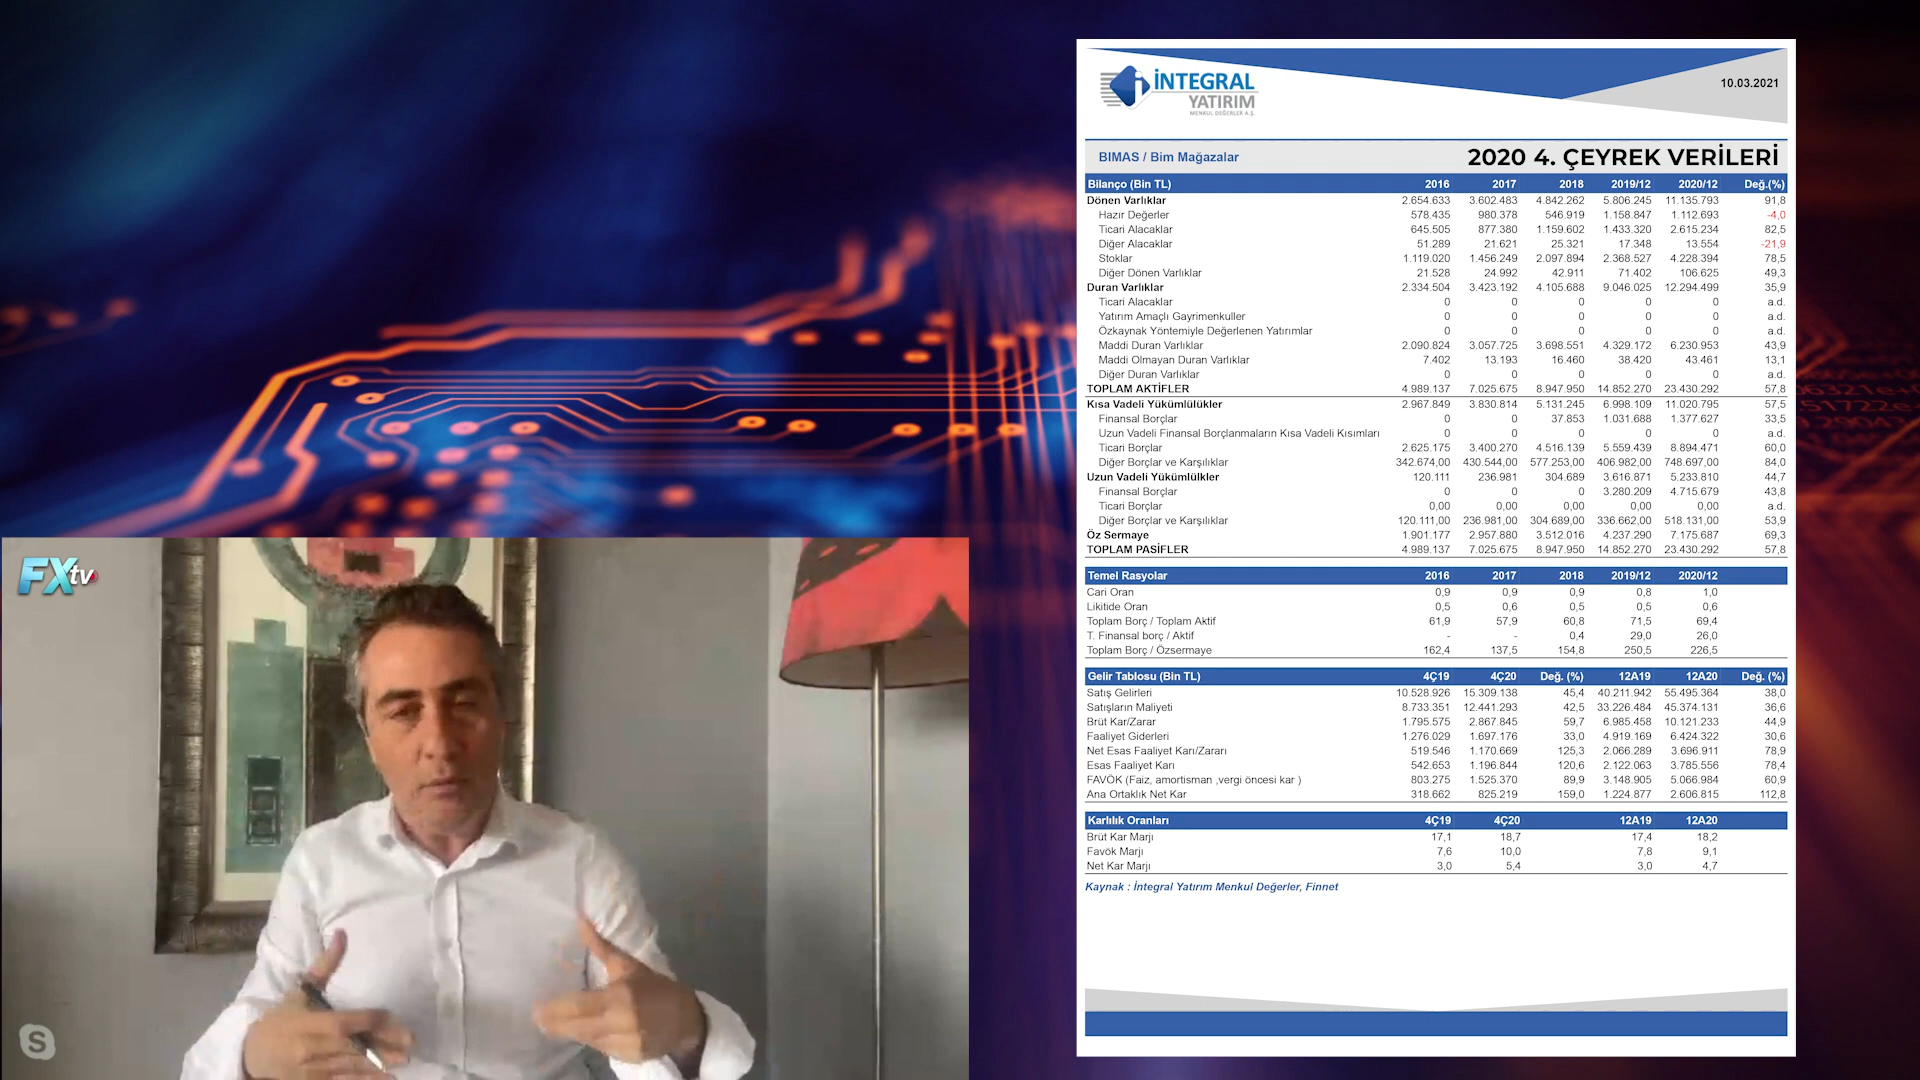 İNTEGRAL
YATIRIM
MENKUL DEĞERLER A.Ş.
10.03.2021
BIMAS / Bim Mağazalar 2020 4. ÇEYREK VERİLERİ
Bilanço (Bin TL) 2016 2017 2018 2019/12 2020/12 Değ.(%)
Dönen Varlıklar 2.654.633 3.602.483 4.842.262 5.806.245 11.135.793 91,8
Hazır Değerler 578.435 980.378 546.919 1.158.847 1.112.693 -4,0
Ticari Alacaklar 645.505 877.380 1.159.602 1.433.320 2.615.234 82,5
Diğer Alacaklar 51.289 21.621 25.321 17.348 13.554 -21,9
Stoklar 1.119.020 1.456.249 2.097.894 2.368.527 4.228.394 78,5
Diğer Dönen Varlıklar 21.528 24.992 42.911 71.402 106.625 49,3
Duran Varlıklar 2.334.504 3.423.192 4.105.688 9.046.025 12.294.499 35,9
Ticari Alacaklar 0 0 0 0 0 a.d.
Yatırım Amaçlı Gayrimenkuller 0 0 0 0 0 a.d.
Özkaynak Yöntemiyle Değerlenen Yatırımlar 0 0 0 0 0 a.d.
Maddi Duran Varlıklar 2.090.824 3.057.725 3.698.551 4.329.172 6.230.953 43,9
Maddi Olmayan Duran Varlıklar 7.402 13.193 16.460 38.420 43.461 13,1
Diğer Duran Varlıklar 0 0 0 0 0 a.d.
TOPLAM AKTİFLER 4.989.137 7.025.675 8.947.950 14.852.270 23.430.292 57,8
Kısa Vadeli Yükümlülükler 2.967.849 3.830.814 5.131.245 6.998.109 11.020.795 57,5
Finansal Borçlar 0 0 37.853 1.031.688 1.377.627 33,5
Uzun Vadeli Finansal Borçlanmaların Kısa Vadeli Kısımları 0 0 0 0 0 a.d.
Ticari Borçlar 2.625.175 3.400.270 4.516.139 5.559.439 8.894.471 60,0
Diğer Borçlar ve Karşılıklar 342.674,00 430.544,00 577.253,00 406.982,00 748.697,00 84,0
Uzun Vadeli Yükümlülkler 120.111 236.981 304.689 3.616.871 5.233.810 44,7
Finansal Borçlar 0 0 0 3.280.209 4.715.679 43,8
Ticari Borçlar 0,00 0,00 0,00 0,00 0,00 a.d.
Diğer Borçlar ve Karşılıklar 120.111,00 236.981,00 304.689,00 336.662,00 518.131,00 53,9
Öz Sermaye 1.901.177 2.957.880 3.512.016 4.237.290 7.175.687 69,3
TOPLAM PASİFLER 4.989.137 7.025.675 8.947.950 14.852.270 23.430.292 57,8
Temel Rasyolar 2016 2017 2018 2019/12 2020/12
Cari Oran 0,9 0,9 0,9 0,8 1,0
Likitide Oran 0,5 0,6 0,5 0,5 0,6
Toplam Borç / Toplam Aktif 61,9 57,9 60,8 71,5 69,4
T. Finansal borç / Aktif - - 0,4 29,0 26,0
Toplam Borç / Özsermaye 162,4 137,5 154,8 250,5 226,5
Gelir Tablosu (Bin TL) 4Ç19 4Ç20 Değ. (%) 12A19 12A20 Değ. (%)
Satış Gelirleri 10.528.926 15.309.138 45,4 40.211.942 55.495.364 38,0
Satışların Maliyeti 8.733.351 12.441.293 42,5 33.226.484 45.374.131 36,6
Brüt Kar/Zarar 1.795.575 2.867.845 59,7 6.985.458 10.121.233 44,9
Faaliyet Giderleri 1.276.029 1.697.176 33,0 4.919.169 6.424.322 30,6
Net Esas Faaliyet Karı/Zararı 519.546 1.170.669 125,3 2.066.289 3.696.911 78,9
Esas Faaliyet Karı 542.653 1.196.844 120,6 2.122.063 3.785.556 78,4
FAVÖK (Faiz, amortisman ,vergi öncesi kar ) 803.275 1.525.370 89,9 3.148.905 5.066.984 60,9
Ana Ortaklık Net Kar 318.662 825.219 159,0 1.224.877 2.606.815 112,8
Karlılık Oranları 4Ç19 4Ç20 12A19 12A20
Brüt Kar Marjı 17,1 18,7 17,4 18,2
Favök Marjı 7,6 10,0 7,8 9,1
Net Kar Marjı 3,0 5,4 3,0 4,7
Kaynak : İntegral Yatırım Menkul Değerler, Finnet
FXtv
S